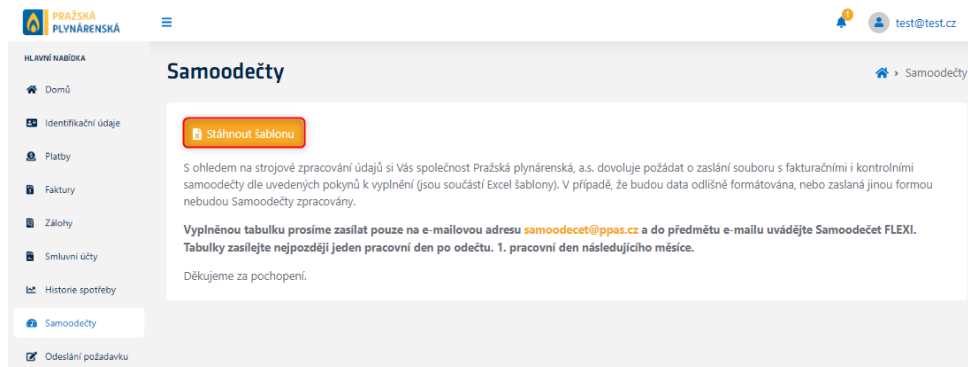 PRAŽSKÁ
PLYNÁRENSKÁ
1
test@test.cz
HLAVNÍ NABÍDKA
Domů
Identifikační údaje
Platby
Faktury
Zálohy
Smluvní účty
Historie spotřeby
Samoodečty
Odeslání požadavku
Samoodečty
> Samoodečty
Stáhnout šablonu
S ohledem na strojové zpracování údajů si Vás společnost Pražská plynárenská, a.s. dovoluje požádat o zaslání souboru s fakturačními i kontrolními
samoodečty dle uvedených pokynů k vyplnění (jsou součástí Excel šablony). V případě, že budou data odlišně formátována, nebo zaslaná jinou formou
nebudou Samoodečty zpracovány.
Vyplněnou tabulku prosíme zasílat pouze na e-mailovou adresu samoodecet@ppas.cz a do předmětu e-mailu uvádějte Samoodečet FLEXI.
Tabulky zasílejte nejpozději jeden pracovní den po odečtu. 1. pracovní den následujícího měsíce.
Děkujeme za pochopení.